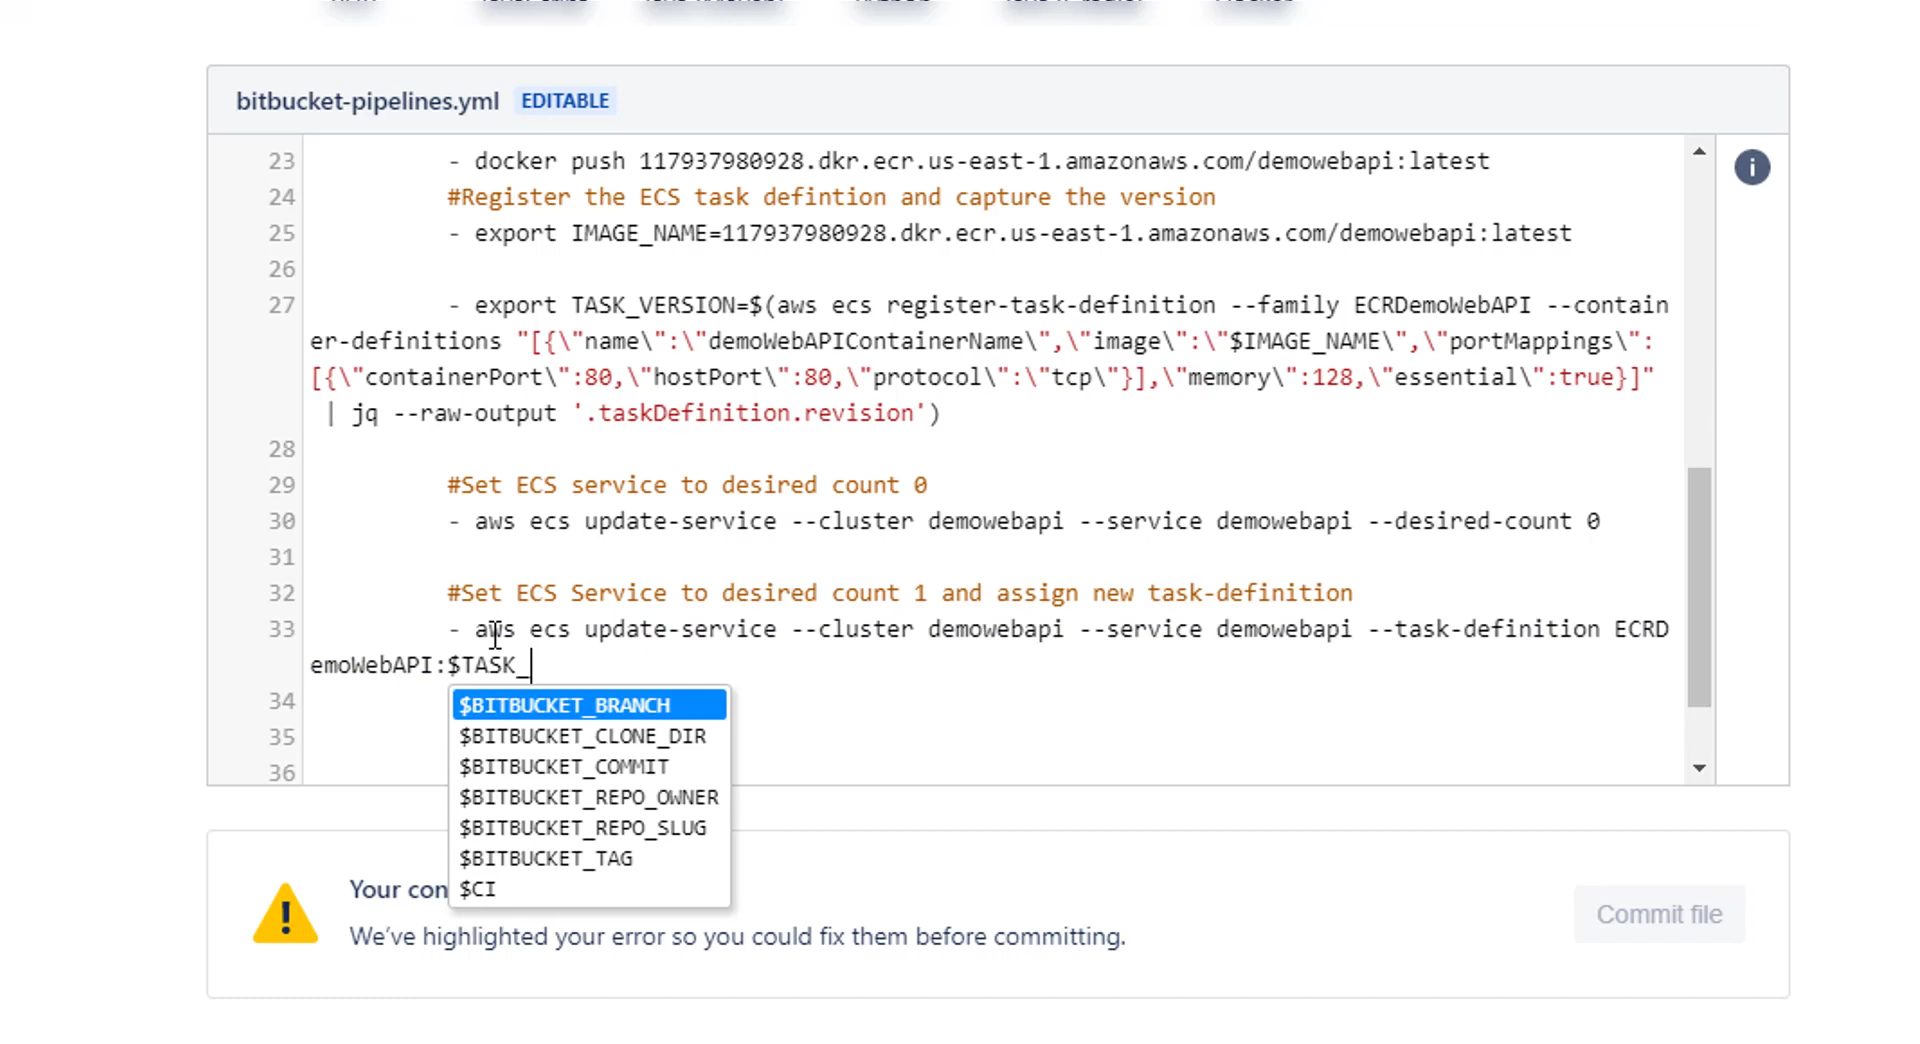 bitbucket-pipelines.yml EDITABLE
23 - docker push 117937980928.dkr.ecr.us-east-1.amazonaws.com/demowebapi:latest
24 #Register the ECS task defintion and capture the version
25 - export IMAGE_NAME=117937980928.dkr.ecr.us-east-1.amazonaws.com/demowebapi:latest
26
27 - export TASK_VERSION=$(aws ecs register-task-definition --family ECRDemoWebAPI --contain
er-definitions "[{\"name\":\"demoWebAPIContainerName\",\"image\":\"$IMAGE_NAME\",\"portMappings\":
[{\"containerPort\":80,\"hostPort\":80,\"protocol\":\"tcp\"}],\"memory\":128,\"essential\":true}]"
| jq --raw-output '.taskDefinition.revision')
28
29 #Set ECS service to desired count 0
30 - aws ecs update-service --cluster demowebapi --service demowebapi --desired-count 0
31
32 #Set ECS Service to desired count 1 and assign new task-definition
33 - aws ecs update-service --cluster demowebapi --service demowebapi --task-definition ECRD
emoWebAPI:$TASK_
34
35
36
$BITBUCKET_BRANCH
$BITBUCKET_CLONE_DIR
$BITBUCKET_COMMIT
$BITBUCKET_REPO_OWNER
$BITBUCKET_REPO_SLUG
$BITBUCKET_TAG
$CI
Your con
We've highlighted your error so you could fix them before committing.
Commit file